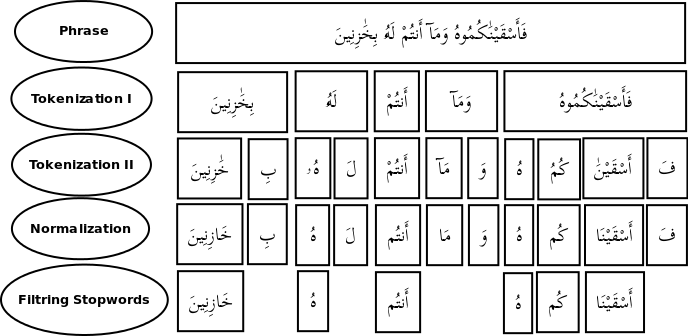 Phrase
فَأَسْقَيْنَٰكُمُوهُ وَمَآ أَنتُمْ لَهُۥ بِخَٰزِنِينَ
Tokenization I
فَأَسْقَيْنَٰكُمُوهُ وَمَآ أَنتُمْ لَهُۥ بِخَٰزِنِينَ
Tokenization II
فَ أَسْقَيْنَٰ كُمُ هُ وَ مَآ أَنتُمْ لَ هُۥ بِ خَٰزِنِينَ
Normalization
فَ أَسْقَيْنَا كُم هُ وَ مَا أَنتُم لَ هُ بِ خَازِنِينَ
Filtring Stopwords
أَسْقَيْنَا كُم هُ أَنتُم هُ خَازِنِينَ